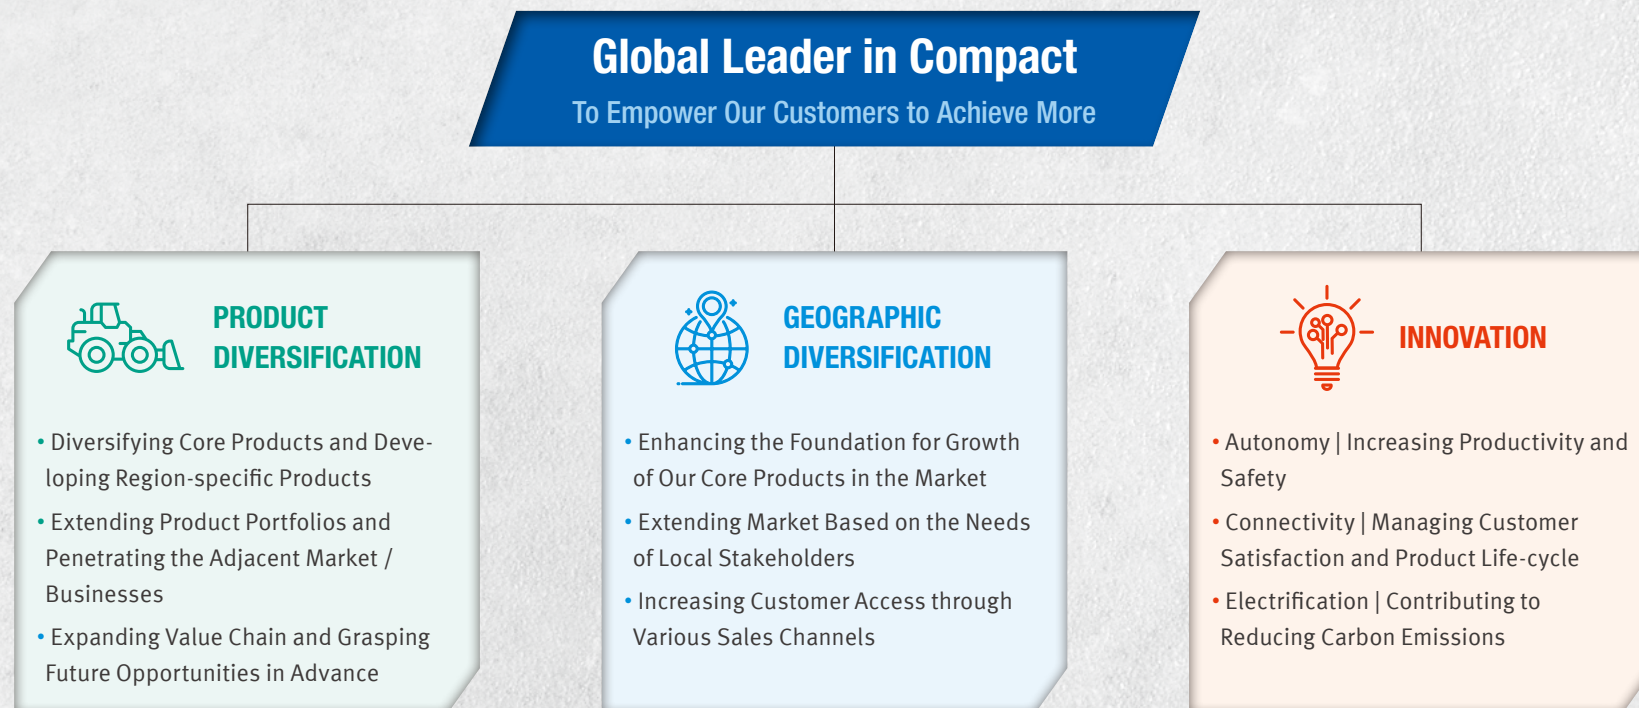 Global Leader in Compact
To Empower Our Customers to Achieve More
PRODUCT
DIVERSIFICATION
• Diversifying Core Products and Deve-
loping Region-specific Products
• Extending Product Portfolios and
Penetrating the Adjacent Market /
Businesses
• Expanding Value Chain and Grasping
Future Opportunities in Advance
GEOGRAPHIC
DIVERSIFICATION
• Enhancing the Foundation for Growth
of Our Core Products in the Market
• Extending Market Based on the Needs
of Local Stakeholders
• Increasing Customer Access through
Various Sales Channels
INNOVATION
• Autonomy | Increasing Productivity and
Safety
• Connectivity | Managing Customer
Satisfaction and Product Life-cycle
• Electrification | Contributing to
Reducing Carbon Emissions